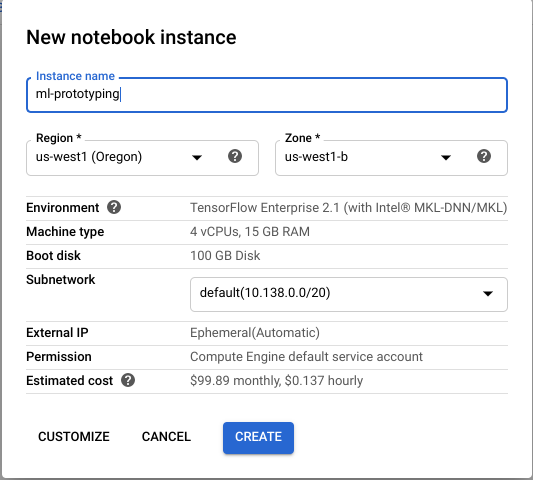 New notebook instance
Instance name
ml-prototyping
Region * Zone *
us-west1 (Oregon) us-west1-b
Environment TensorFlow Enterprise 2.1 (with Intel® MKL-DNN/MKL)
Machine type 4 vCPUs, 15 GB RAM
Boot disk 100 GB Disk
Subnetwork default(10.138.0.0/20)
External IP Ephemeral(Automatic)
Permission Compute Engine default service account
Estimated cost $99.89 monthly, $0.137 hourly
CUSTOMIZE CANCEL CREATE